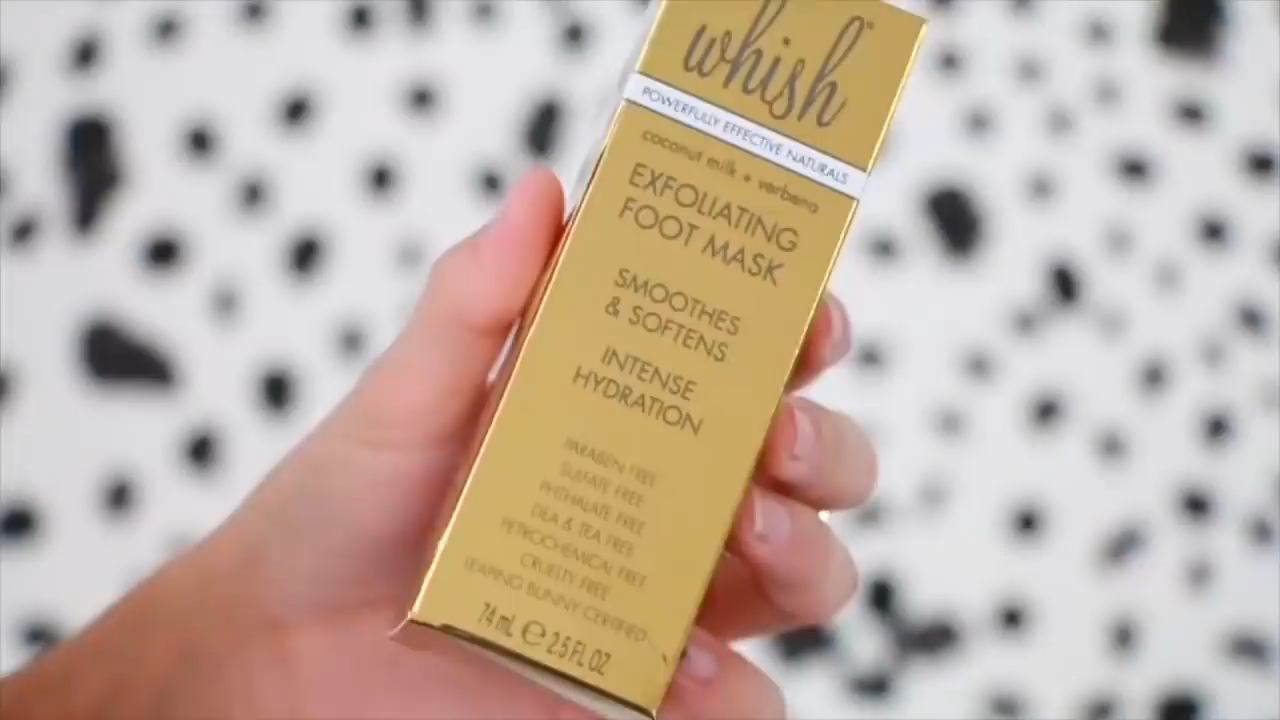 whish
POWERFULLY EFFECTIVE NATURALS
coconut milk + verbena
EXFOLIATING
FOOT MASK
SMOOTHES
& SOFTENS
INTENSE
HYDRATION
PARABEN FREE
SULFATE FREE
PHTHALATE FREE
DEA & TEA FREE
PETROCHEMICAL FREE
CRUELTY FREE
LEAPING BUNNY CERTIFIED
74 mL ℮ 2.5 FL OZ